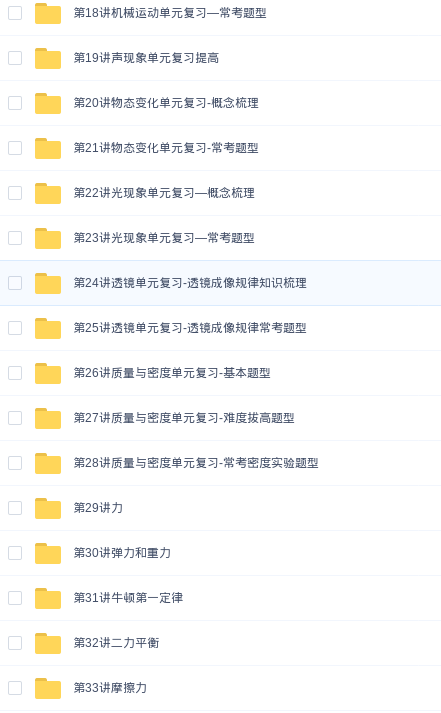 第18讲机械运动单元复习—常考题型
第19讲声现象单元复习提高
第20讲物态变化单元复习-概念梳理
第21讲物态变化单元复习-常考题型
第22讲光现象单元复习—概念梳理
第23讲光现象单元复习—常考题型
第24讲透镜单元复习-透镜成像规律知识梳理
第25讲透镜单元复习-透镜成像规律常考题型
第26讲质量与密度单元复习-基本题型
第27讲质量与密度单元复习-难度拔高题型
第28讲质量与密度单元复习-常考密度实验题型
第29讲力
第30讲弹力和重力
第31讲牛顿第一定律
第32讲二力平衡
第33讲摩擦力